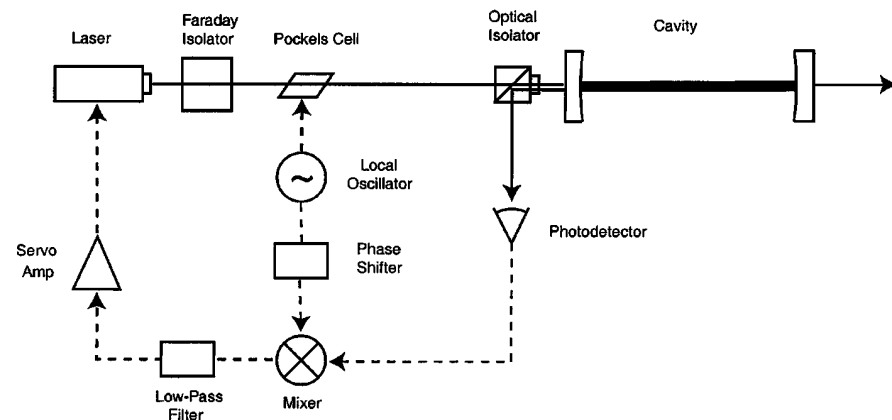 Laser
Faraday
Isolator
Pockels Cell
Optical
Isolator
Cavity
Local
Oscillator
Photodetector
Phase
Shifter
Servo
Amp
Low-Pass
Filter
Mixer